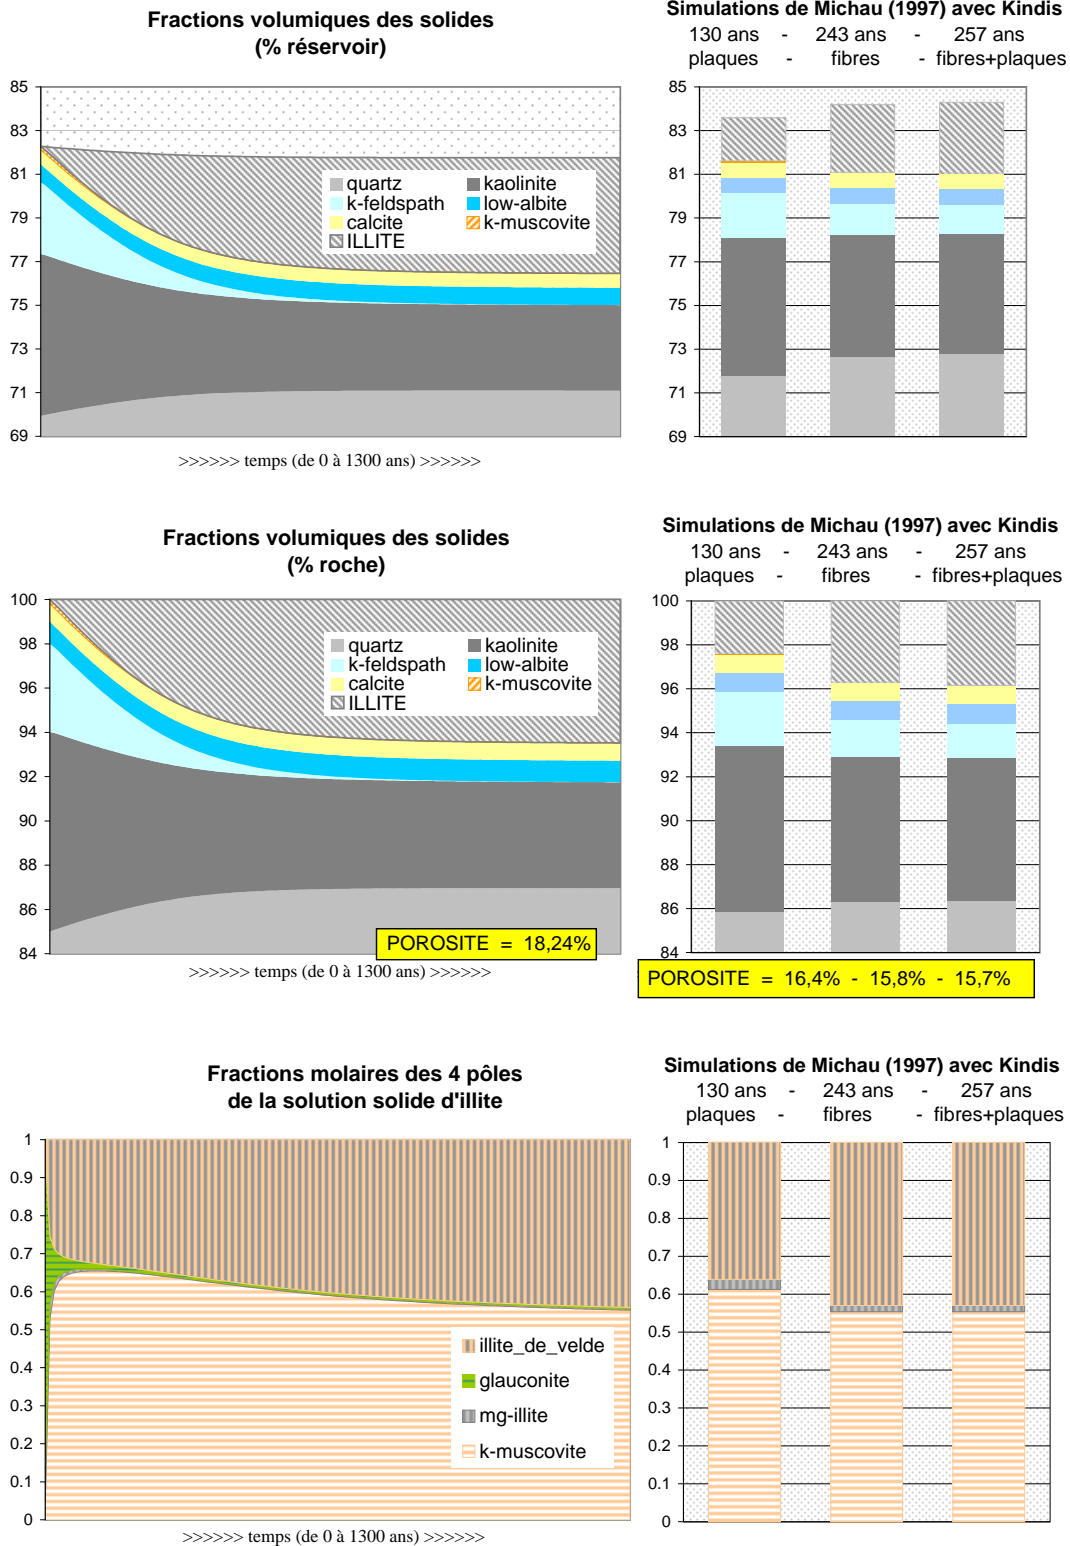 Fractions volumiques des solides
(% réservoir)
85
83
81
79
77
75
73
71
69
quartz
kaolinite
k-feldspath
low-albite
calcite
k-muscovite
ILLITE
>>>>>> temps (de 0 à 1300 ans) >>>>>>
Simulations de Michau (1997) avec Kindis
130 ans - 243 ans - 257 ans
plaques - fibres - fibres+plaques
85
83
81
79
77
75
73
71
69
Fractions volumiques des solides
(% roche)
100
98
96
94
92
90
88
86
84
quartz
kaolinite
k-feldspath
low-albite
calcite
k-muscovite
ILLITE
POROSITE = 18,24%
>>>>>> temps (de 0 à 1300 ans) >>>>>>
Simulations de Michau (1997) avec Kindis
130 ans - 243 ans - 257 ans
plaques - fibres - fibres+plaques
100
98
96
94
92
90
88
86
84
POROSITE = 16,4% - 15,8% - 15,7%
Fractions molaires des 4 pôles
de la solution solide d'illite
1
0.9
0.8
0.7
0.6
0.5
0.4
0.3
0.2
0.1
0
illite_de_velde
glauconite
mg-illite
k-muscovite
>>>>>> temps (de 0 à 1300 ans) >>>>>>
Simulations de Michau (1997) avec Kindis
130 ans - 243 ans - 257 ans
plaques - fibres - fibres+plaques
1
0.9
0.8
0.7
0.6
0.5
0.4
0.3
0.2
0.1
0